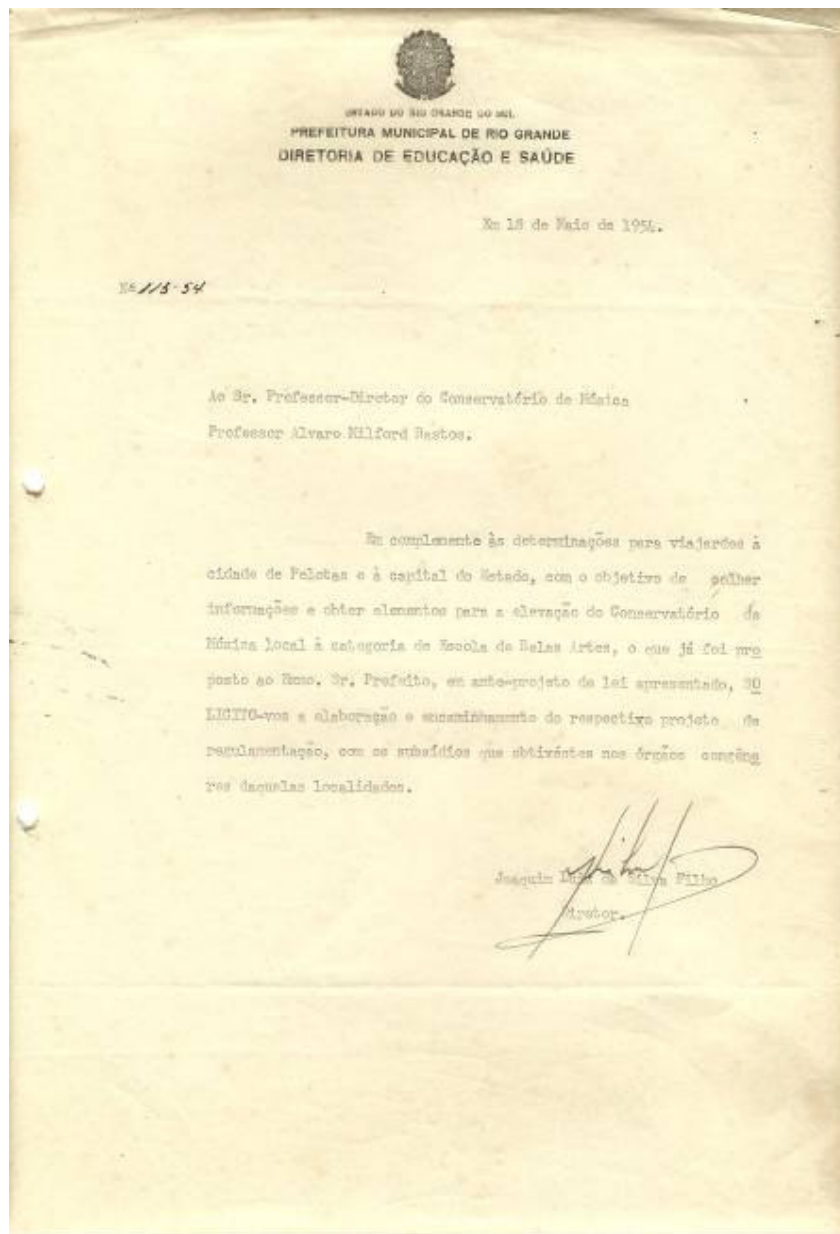 ESTADO DO RIO GRANDE DO SUL
PREFEITURA MUNICIPAL DE RIO GRANDE
DIRETORIA DE EDUCAÇÃO E SAÚDE
Em 18 de Maio de 1954.
Nº 115-54
Ao Sr. Professor-Diretor do Conservatório de Música
Professor Alvaro Milford Bastos.
Em complemento às determinações para viajardes à
cidade de Pelotas e à capital do Estado, com o objetivo de colher
informações e obter elementos para a elevação do Conservatório de
Música local à categoria de Escola de Belas Artes, o que já foi pro
posto ao Exmo. Sr. Prefeito, em ante-projeto de lei apresentado, SO
LICITO-vos a elaboração e encaminhamento do respectivo projeto de
regulamentação, com os subsídios que obtivéstes nos órgãos congêne
res daquelas localidades.
Joaquim Luiz da Silva Filho
Diretor.